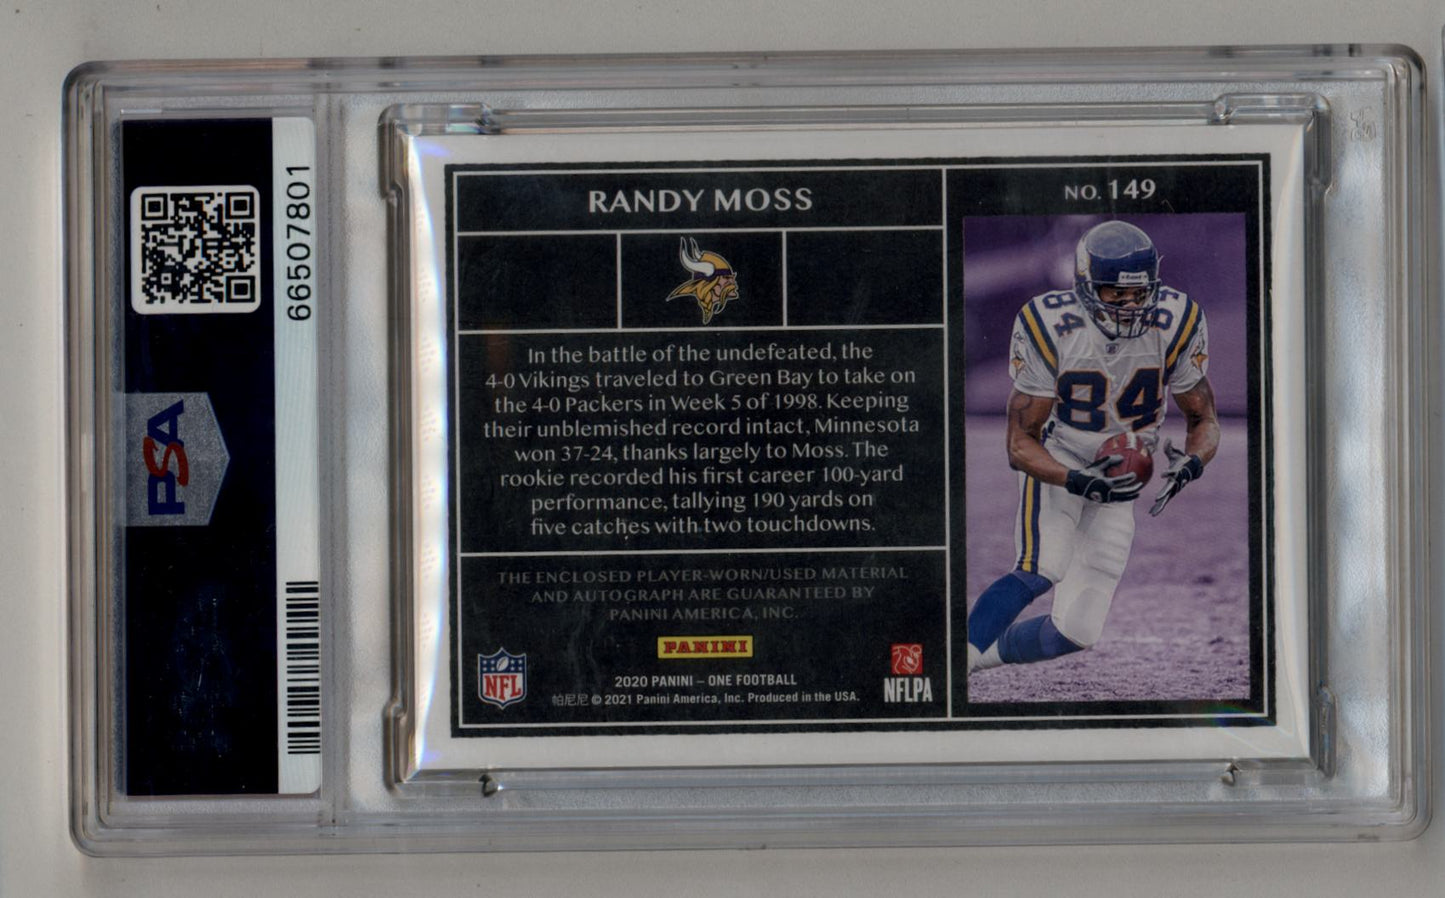 66507801
PSA
RANDY MOSS
NO. 149
In the battle of the undefeated, the
4-0 Vikings traveled to Green Bay to take on
the 4-0 Packers in Week 5 of 1998. Keeping
their unblemished record intact, Minnesota
won 37-24, thanks largely to Moss. The
rookie recorded his first career 100-yard
performance, tallying 190 yards on
five catches with two touchdowns.
THE ENCLOSED PLAYER-WORN/USED MATERIAL
AND AUTOGRAPH ARE GUARANTEED BY
PANINI AMERICA, INC.
PANINI
NFL
2020 PANINI – ONE FOOTBALL
帕尼尼 © 2021 Panini America, Inc. Produced in the USA.
NFLPA
84
84
84